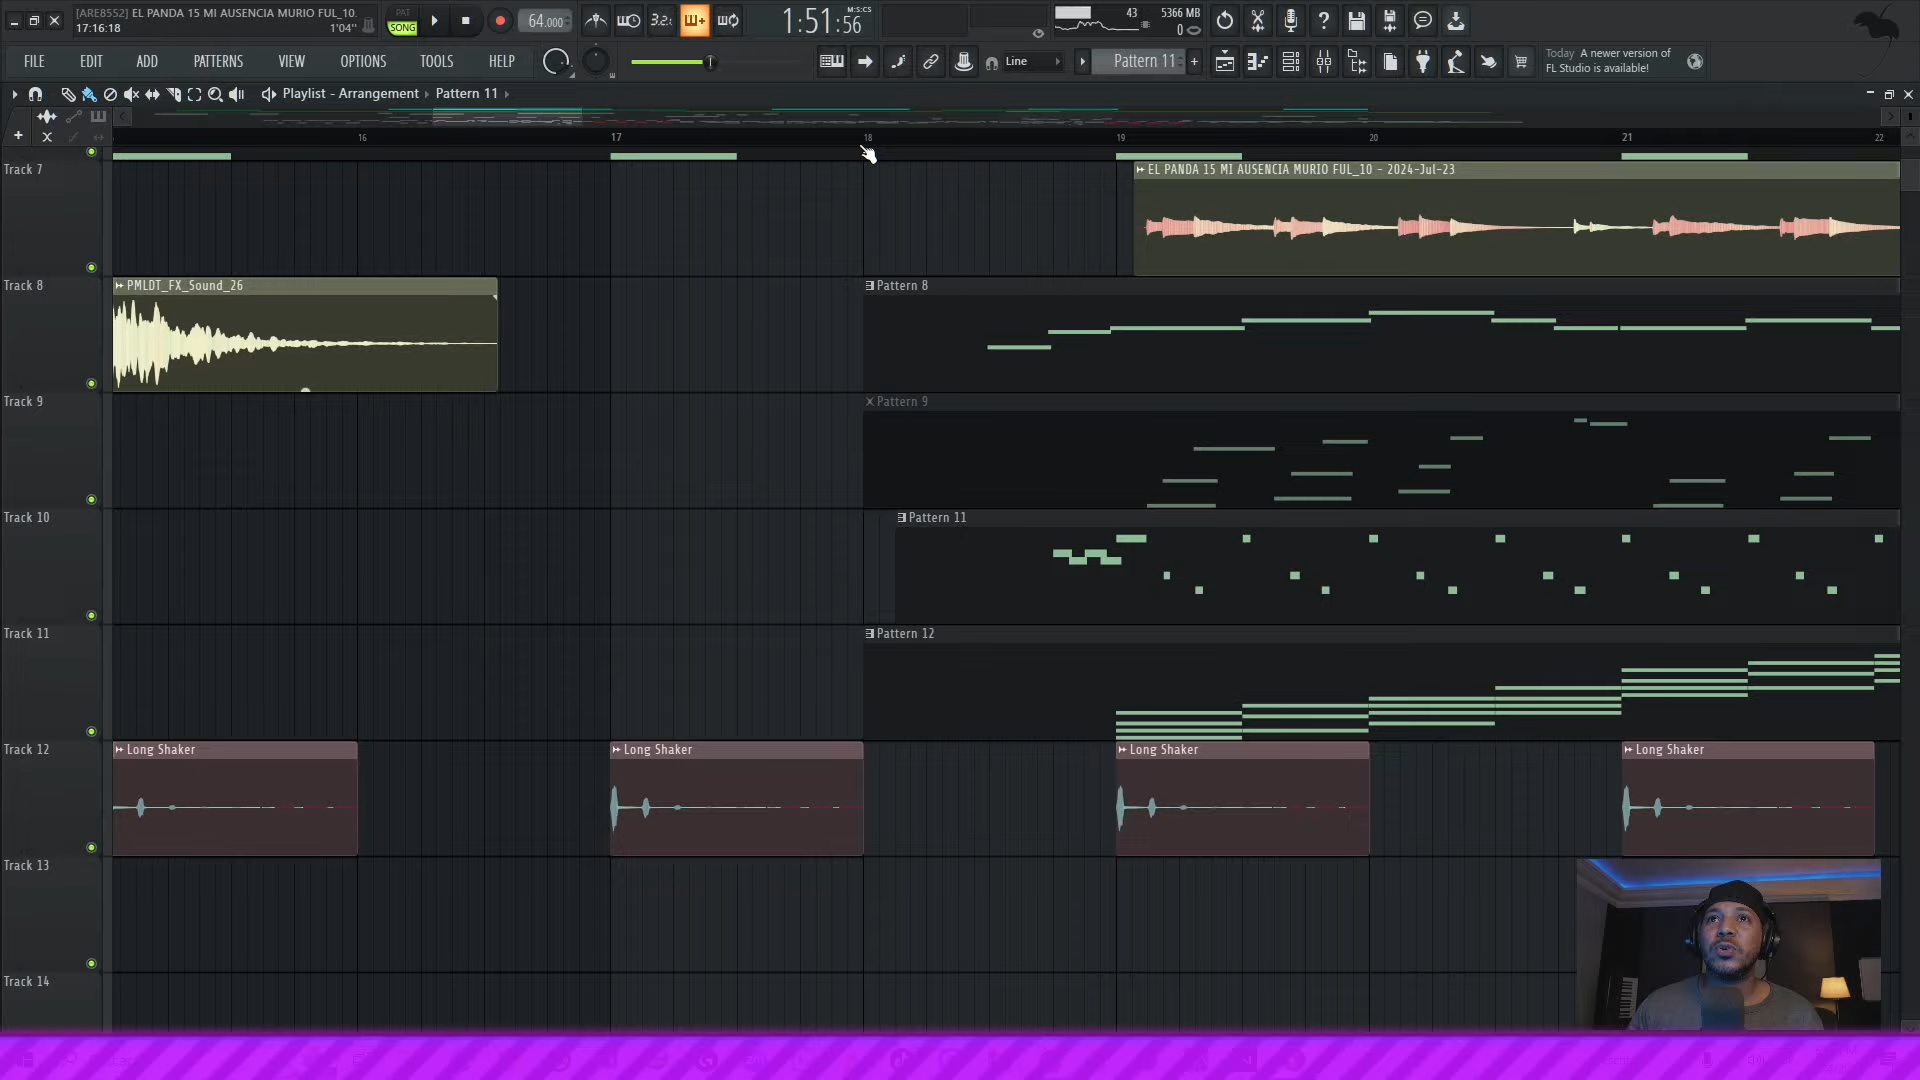 [ARE8552] EL PANDA 15 MI AUSENCIA MURIO FUL_10.
17:16:18 1'04"
PAT
SONG
64.000
3.2.
1:51:56
M:S:CS
43
5366 MB
0
FILE EDIT ADD PATTERNS VIEW OPTIONS TOOLS HELP
Line
Pattern 11
Today A newer version of
FL Studio is available!
Playlist - Arrangement Pattern 11
16 17 18 19 20 21 22
Track 7
EL PANDA 15 MI AUSENCIA MURIO FUL_10 - 2024-Jul-23
Track 8
PMLDT_FX_Sound_26
Pattern 8
Track 9
Pattern 9
Track 10
Pattern 11
Track 11
Pattern 12
Track 12
Long Shaker
Long Shaker
Long Shaker
Long Shaker
Track 13
Track 14